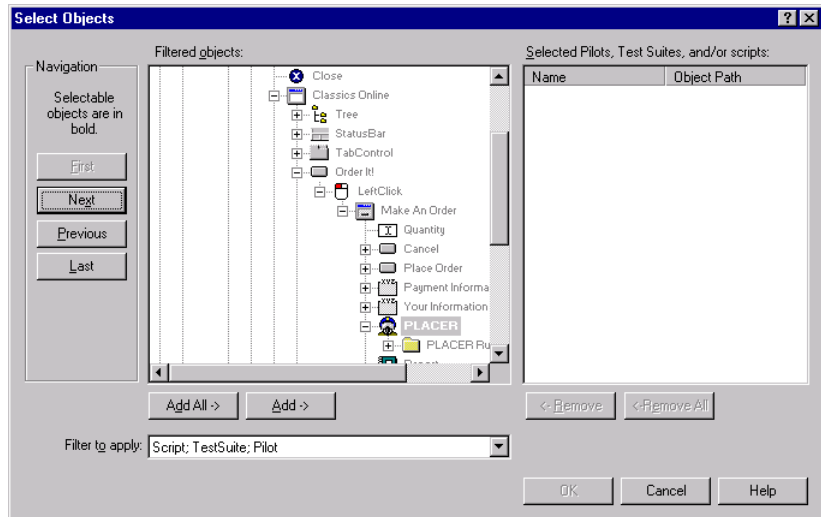 Select Objects
Filtered objects:
Selected Pilots, Test Suites, and/or scripts:
Navigation
Selectable
objects are in
bold.
First
Next
Previous
Last
Close
Classics Online
Tree
StatusBar
TabControl
Order It!
LeftClick
Make An Order
Quantity
Cancel
Place Order
Payment Informa
Your Information
PLACER
PLACER Ru
Name Object Path
Add All -> Add ->
<- Remove <-Remove All
Filter to apply: Script; TestSuite; Pilot
OK Cancel Help